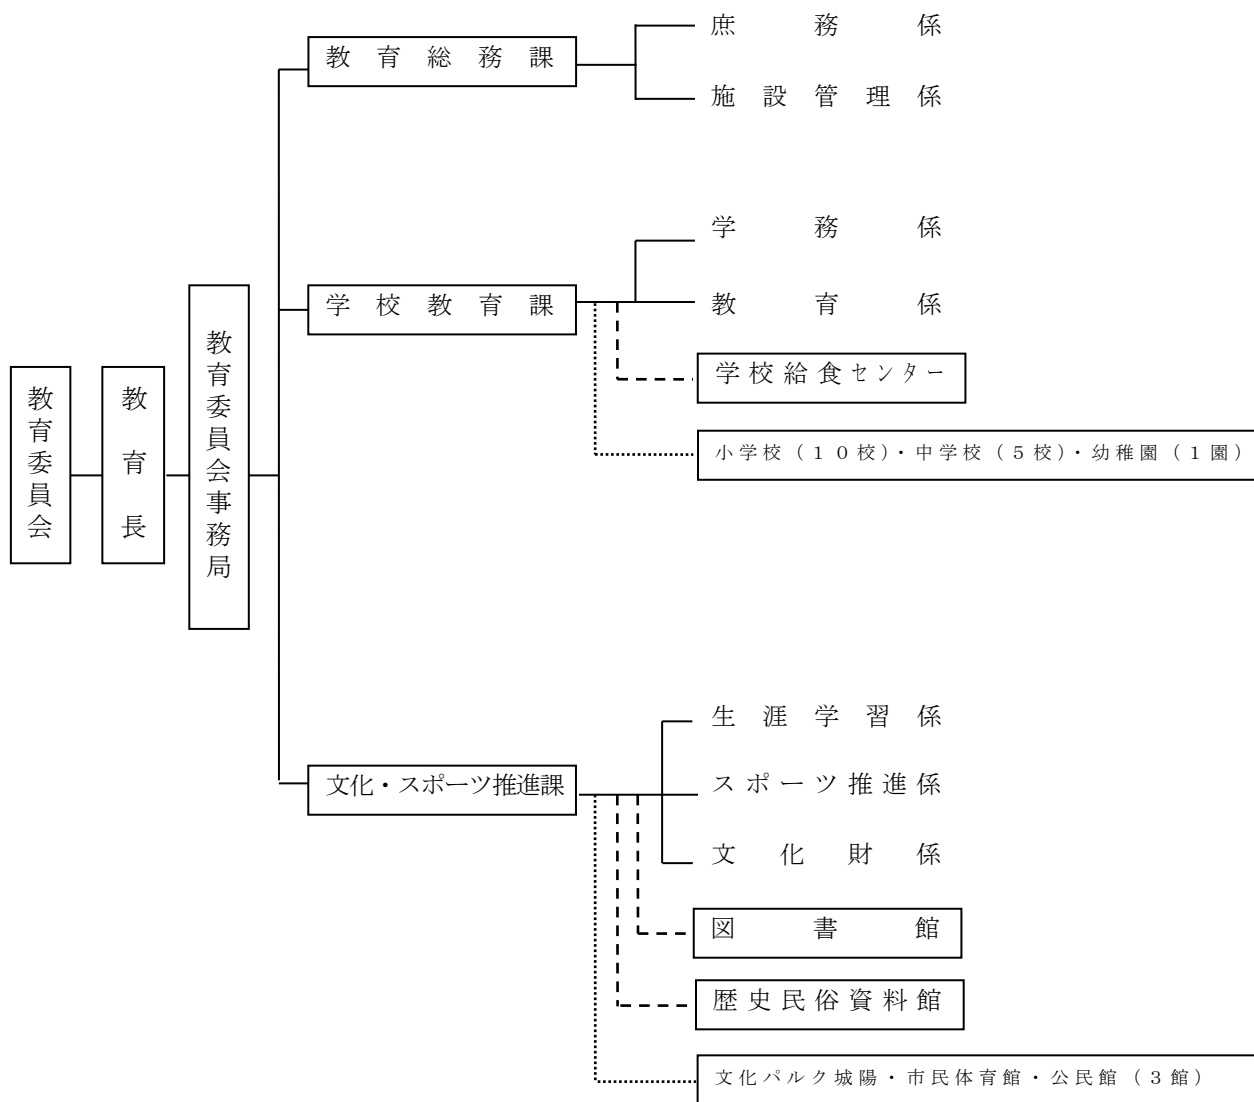 教育委員会
教育長
教育委員会事務局
教育総務課
庶務係
施設管理係
学校教育課
学務係
教育係
学校給食センター
小学校（１０校）・中学校（５校）・幼稚園（１園）
文化・スポーツ推進課
生涯学習係
スポーツ推進係
文化財係
図書館
歴史民俗資料館
文化パルク城陽・市民体育館・公民館（３館）